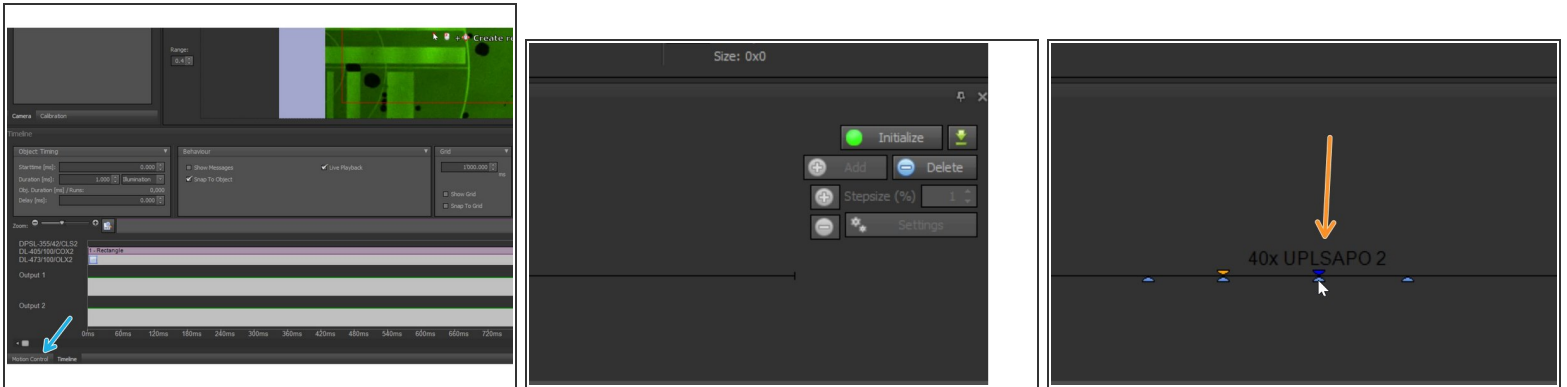 Create re
Range:
0.4
Camera Calibration
Timeline
Object Timing
Starttime [ms]: 0.000
Duration [ms]: 1.000 Illumination
Obj. Duration [ms] / Runs: 0,000
Delay [ms]: 0.000
Behaviour
Show Messages
Live Playback
Snap To Object
Grid
1000.000 ms
Show Grid
Snap To Grid
Zoom:
DPSL-355/42/CLS2
DL-405/100/COX2
DL-473/100/OLX2
1 - Rectangle
Output 1
Output 2
0ms 60ms 120ms 180ms 240ms 300ms 360ms 420ms 480ms 540ms 600ms 660ms 720ms
Motion Control Timeline
Size: 0x0
Initialize
Add Delete
Stepsize (%) 1
Settings
40x UPLSAPO 2